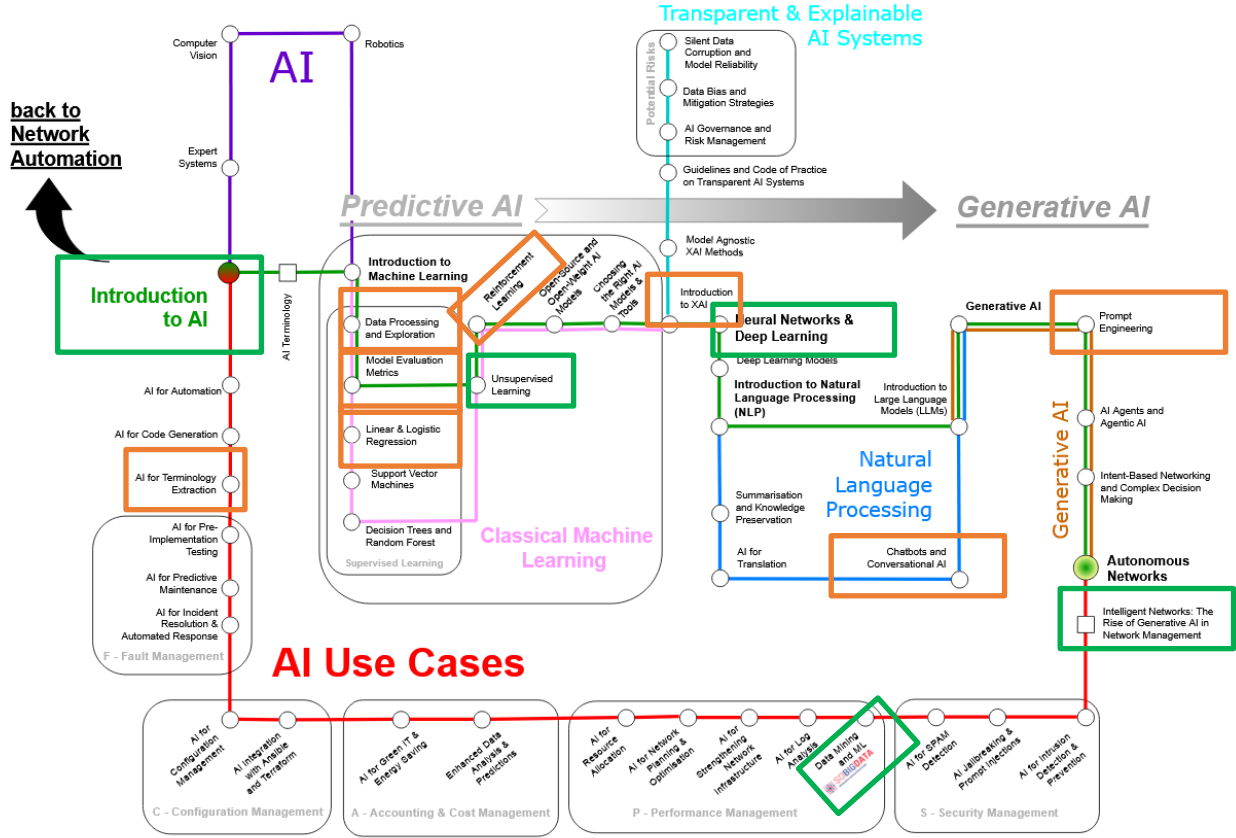 Transparent & Explainable
AI Systems
Computer
Vision
Robotics
AI
Silent Data
Corruption and
Model Reliability
Data Bias and
Mitigation Strategies
AI Governance and
Risk Management
Potential Risks
back to
Network
Automation
Expert
Systems
Guidelines and Code of Practice
on Transparent AI Systems
Predictive AI
Generative AI
Model Agnostic
XAI Methods
Introduction to
Machine Learning
Reinforcement
Learning
Open-Source and
Open-Weight AI
Models
Choosing
the Right AI
Models &
Tools
Introduction
to XAI
Introduction
to AI
AI Terminology
Data Processing
and Exploration
Model Evaluation
Metrics
Unsupervised
Learning
Linear & Logistic
Regression
Support Vector
Machines
Decision Trees and
Random Forest
Supervised Learning
Classical Machine
Learning
Neural Networks &
Deep Learning
Deep Learning Models
Introduction to Natural
Language Processing
(NLP)
Introduction to
Large Language
Models (LLMs)
Generative AI
Prompt
Engineering
AI Agents and
Agentic AI
Generative AI
Intent-Based Networking
and Complex Decision
Making
Natural
Language
Processing
Summarisation
and Knowledge
Preservation
AI for
Translation
Chatbots and
Conversational AI
Autonomous
Networks
Intelligent Networks: The
Rise of Generative AI in
Network Management
AI for Automation
AI for Code Generation
AI for Terminology
Extraction
AI for Pre-
Implementation
Testing
AI for Predictive
Maintenance
AI for Incident
Resolution &
Automated Response
F - Fault Management
AI Use Cases
AI for
Configuration
Management
AI Integration
with Ansible
and Terraform
C - Configuration Management
AI for Green IT &
Energy Saving
Enhanced Data
Analysis &
Predictions
A - Accounting & Cost Management
AI for
Resource
Allocation
AI for Network
Planning &
Optimisation
AI for
Strengthening
Network
Infrastructure
AI for Log
Analysis
Data Mining
and ML
SOBIGDATA
P - Performance Management
AI for SPAM
Detection
AI Jailbreaking &
Prompt Injections
AI for Intrusion
Detection &
Prevention
S - Security Management